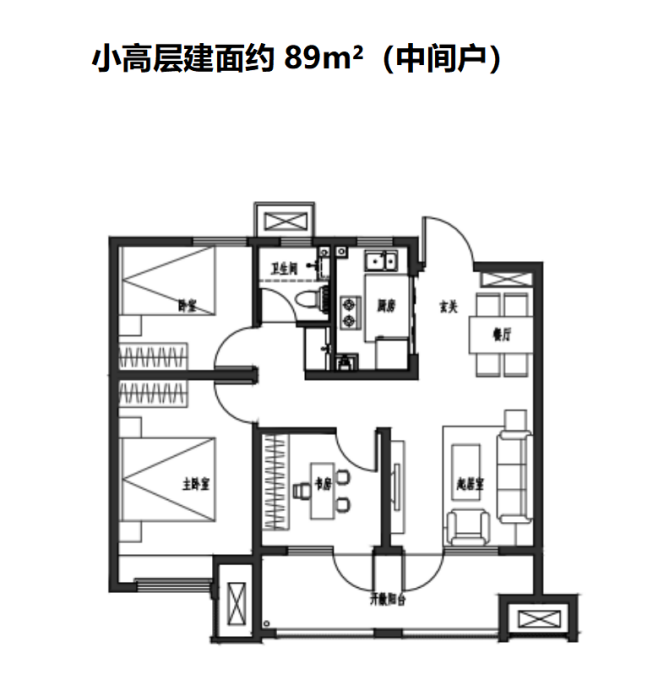 小高层建面约 89m²（中间户）
卫生间
卧室
厨房
玄关
餐厅
主卧室
书房
起居室
开敞阳台